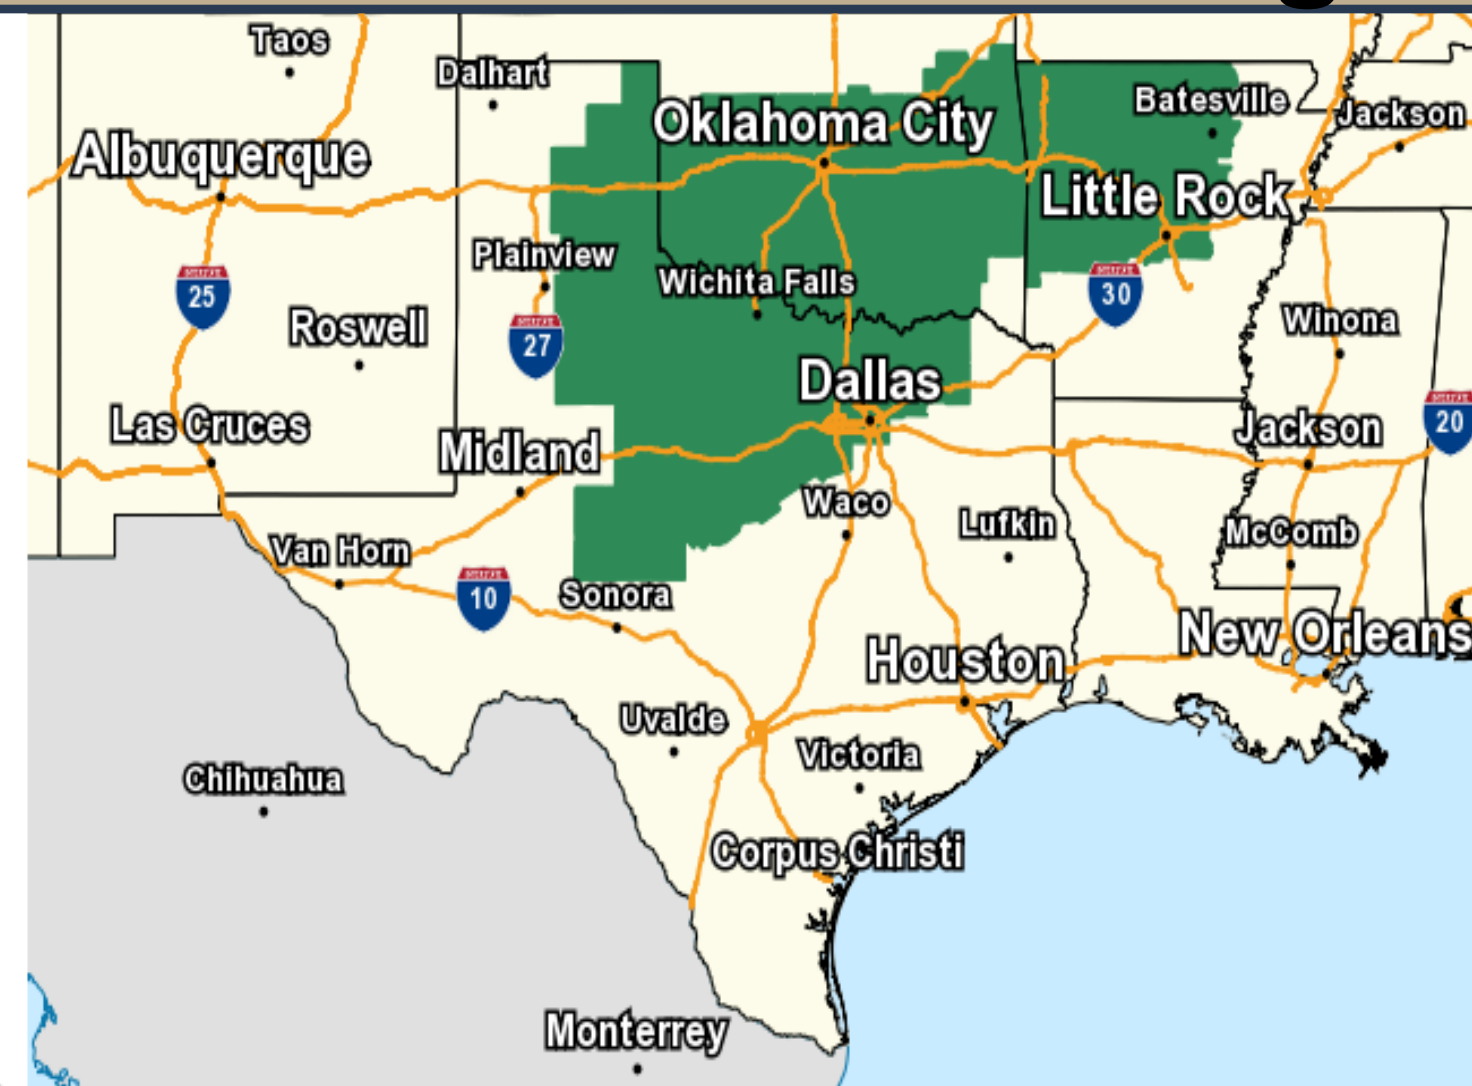 Taos
Dalhart
Oklahoma City
Batesville
Jackson
Albuquerque
Little Rock
Plainview
Wichita Falls
25
30
Roswell
27
Winona
Dallas
Las Cruces
Midland
Jackson
20
Waco
Lufkin
McComb
Van Horn
10
Sonora
New Orleans
Houston
Uvalde
Victoria
Chihuahua
Corpus Christi
Monterrey